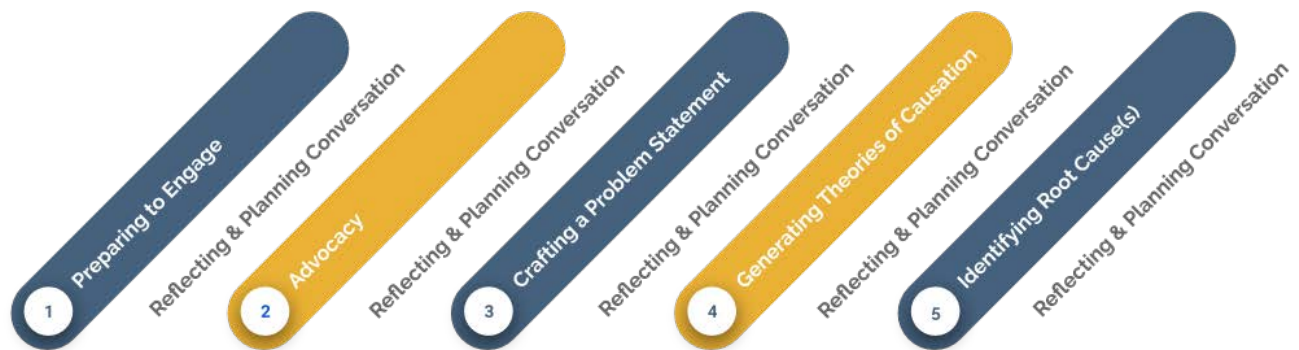 1
Preparing to Engage
Reflecting & Planning Conversation
2
Advocacy
Reflecting & Planning Conversation
3
Crafting a Problem Statement
Reflecting & Planning Conversation
4
Generating Theories of Causation
Reflecting & Planning Conversation
5
Identifying Root Cause(s)
Reflecting & Planning Conversation